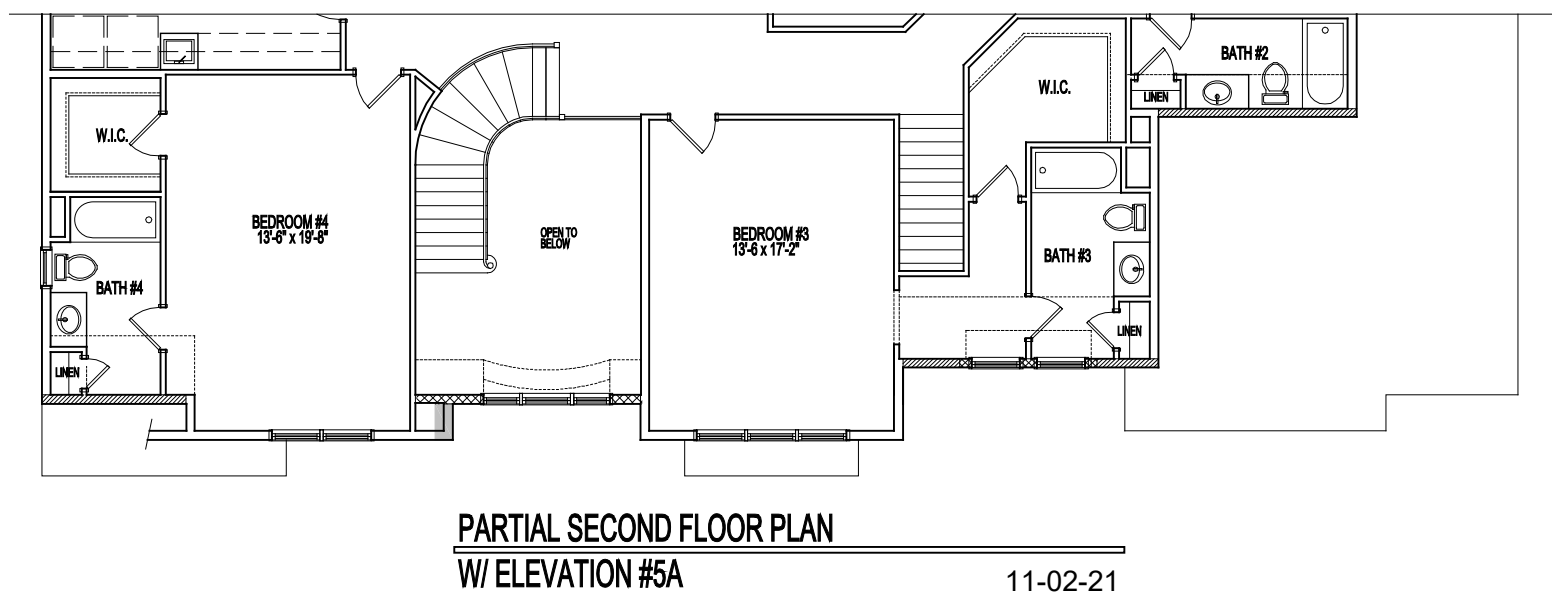 BATH #2
LINEN
W.I.C.
W.I.C.
BEDROOM #4
13'-6" x 19'-8"
OPEN TO
BELOW
BEDROOM #3
13'-6 x 17'-2"
BATH #3
BATH #4
LINEN
LINEN
PARTIAL SECOND FLOOR PLAN
W/ ELEVATION #5A
11-02-21